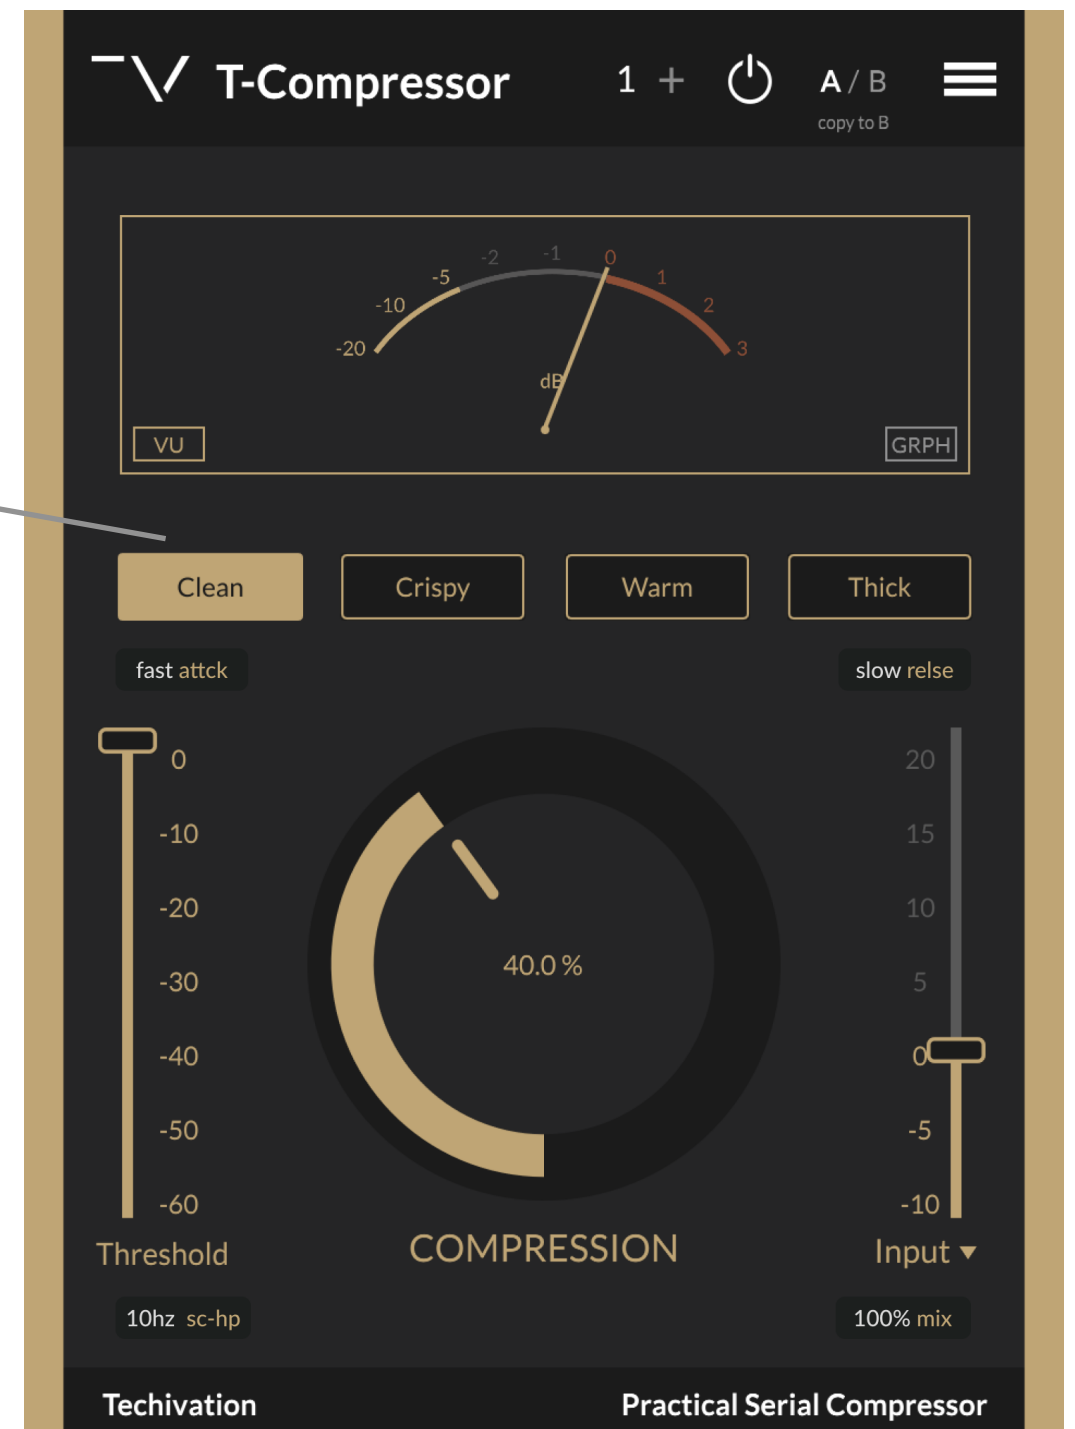 T-Compressor
1 +
A / B
copy to B
-20 -10 -5 -2 -1 0 1 2 3
dB
VU
GRPH
Clean
Crispy
Warm
Thick
fast attck
slow relse
0
-10
-20
-30
-40
-50
-60
Threshold
40.0 %
COMPRESSION
20
15
10
5
0
-5
-10
Input
10hz sc-hp
100% mix
Techivation
Practical Serial Compressor